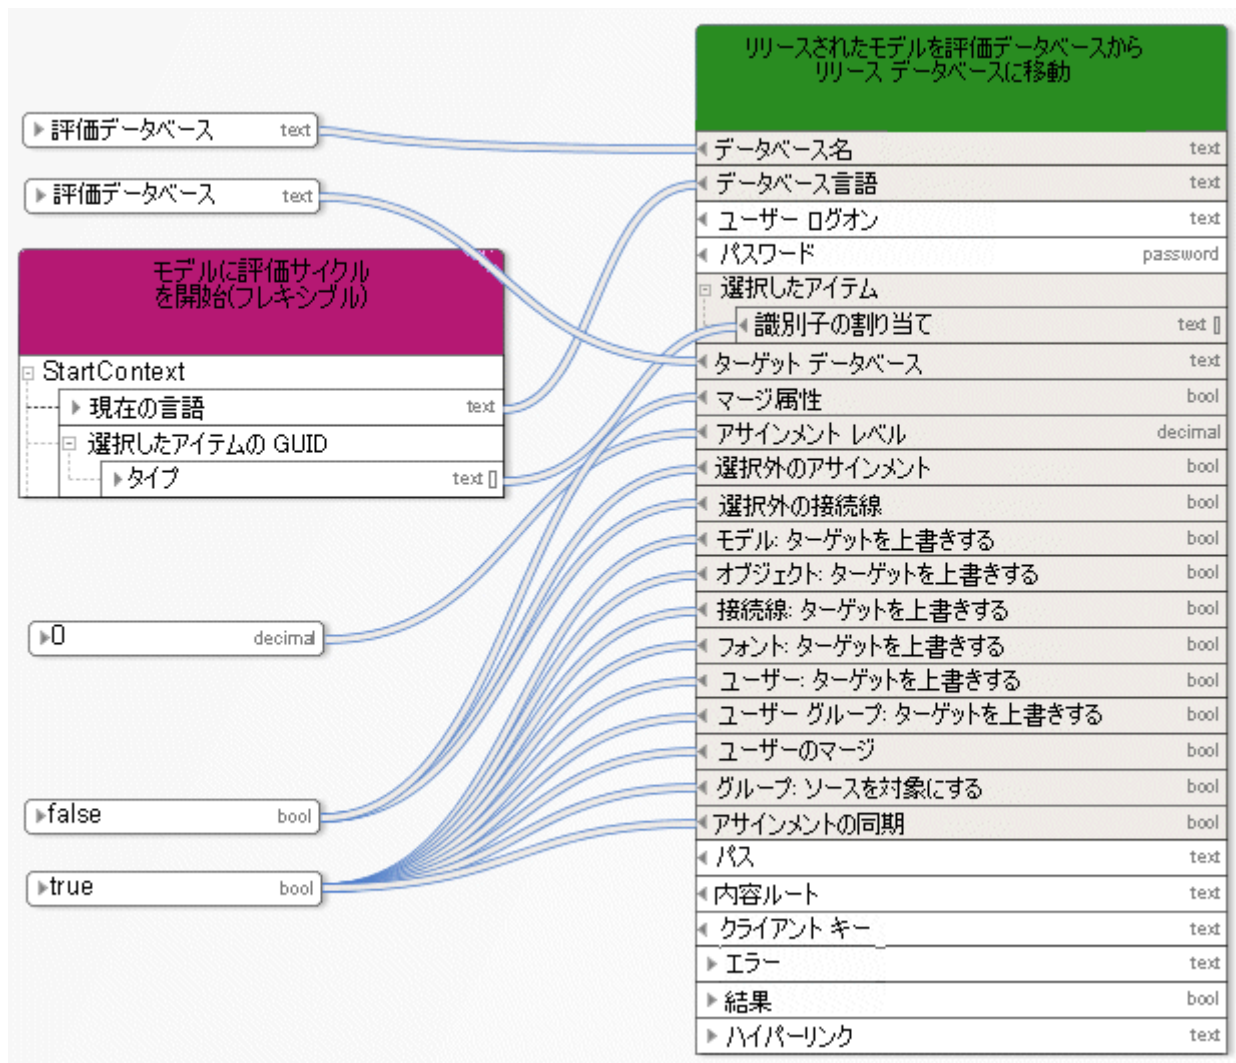 評価データベース text
評価データベース text
モデルに評価サイクル
を開始(フレキシブル)
StartContext
現在の言語 text
選択したアイテムの GUID
タイプ text []
0 decimal
false bool
true bool
リリースされたモデルを評価データベースから
リリース データベースに移動
データベース名 text
データベース言語 text
ユーザー ログオン text
パスワード password
選択したアイテム
識別子の割り当て text []
ターゲット データベース text
マージ属性 bool
アサインメント レベル decimal
選択外のアサインメント bool
選択外の接続線 bool
モデル: ターゲットを上書きする bool
オブジェクト: ターゲットを上書きする bool
接続線: ターゲットを上書きする bool
フォント: ターゲットを上書きする bool
ユーザー: ターゲットを上書きする bool
ユーザー グループ: ターゲットを上書きする bool
ユーザーのマージ bool
グループ: ソースを対象にする bool
アサインメントの同期 bool
パス text
内容ルート text
クライアント キー text
エラー text
結果 bool
ハイパーリンク text